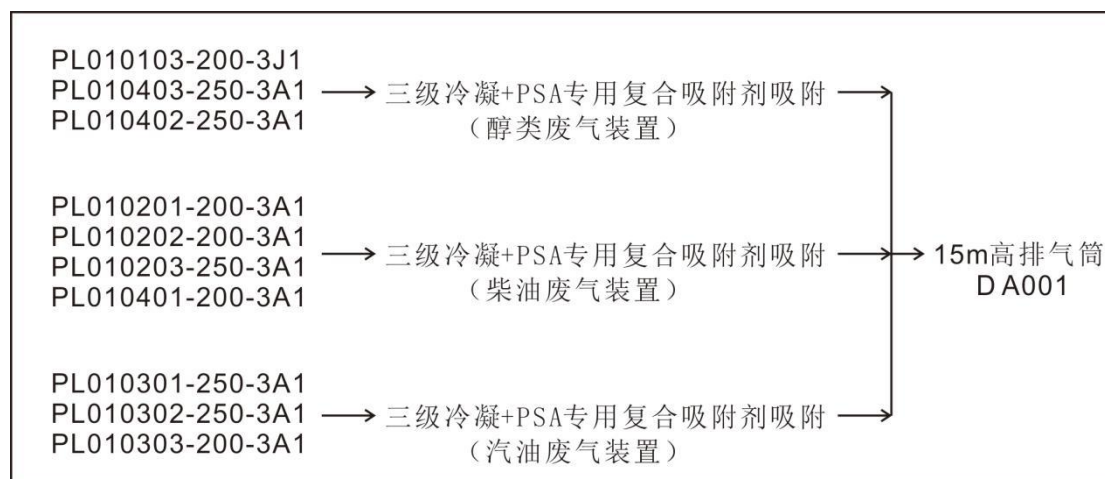 PL010103-200-3J1
PL010403-250-3A1
PL010402-250-3A1
三级冷凝+PSA专用复合吸附剂吸附
（醇类废气装置）
PL010201-200-3A1
PL010202-200-3A1
PL010203-250-3A1
PL010401-200-3A1
三级冷凝+PSA专用复合吸附剂吸附
（柴油废气装置）
PL010301-250-3A1
PL010302-250-3A1
PL010303-200-3A1
三级冷凝+PSA专用复合吸附剂吸附
（汽油废气装置）
15m高排气筒
DA001